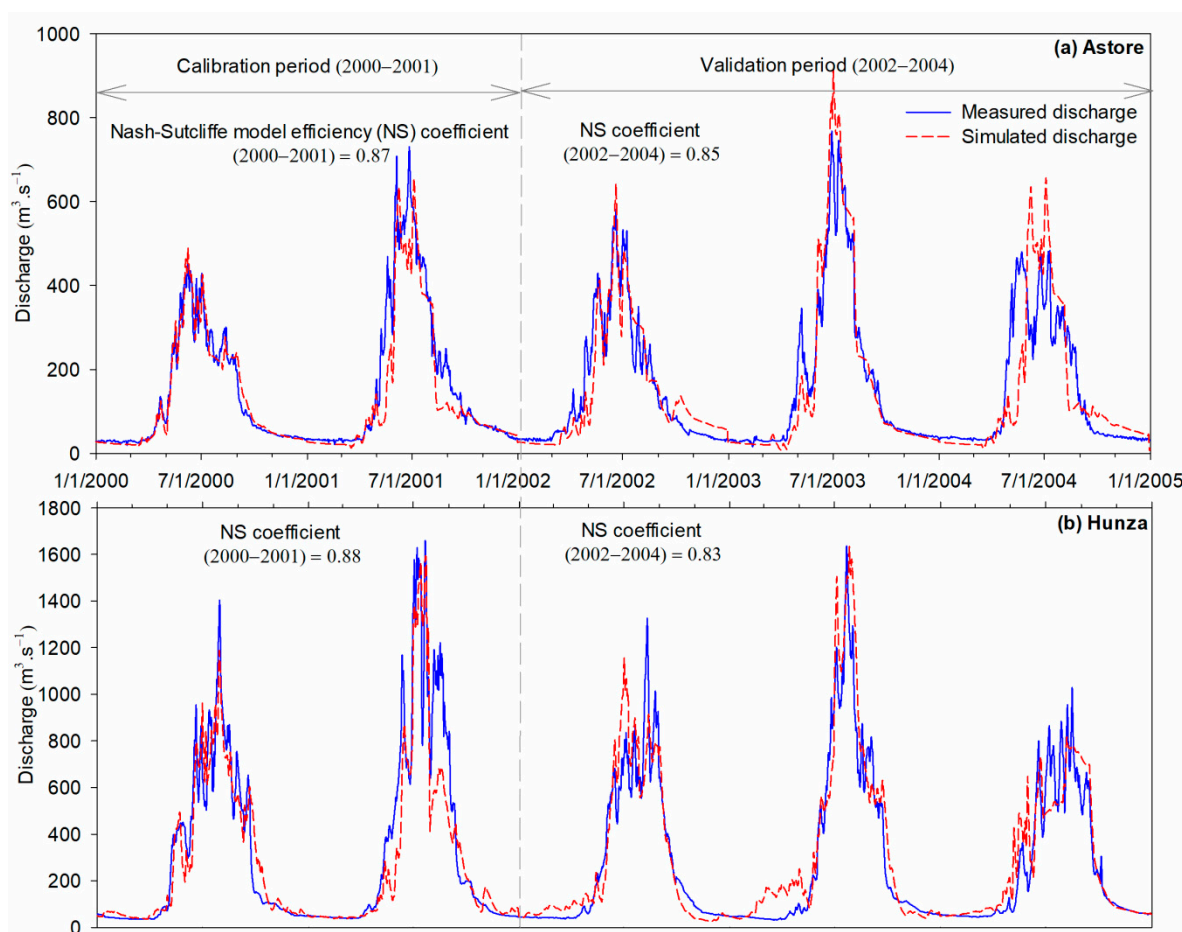 1000
(a) Astore
Calibration period (2000–2001)
Validation period (2002–2004)
800
Measured discharge
Nash-Sutcliffe model efficiency (NS) coefficient
NS coefficient
Simulated discharge
(2000–2001) = 0.87
(2002–2004) = 0.85
600
400
200
0
Discharge (m³.s⁻¹)
1/1/2000
7/1/2000
1/1/2001
7/1/2001
1/1/2002
7/1/2002
1/1/2003
7/1/2003
1/1/2004
7/1/2004
1/1/2005
1800
(b) Hunza
NS coefficient
NS coefficient
(2000–2001) = 0.88
(2002–2004) = 0.83
1600
1400
1200
1000
800
600
400
200
0
Discharge (m³.s⁻¹)